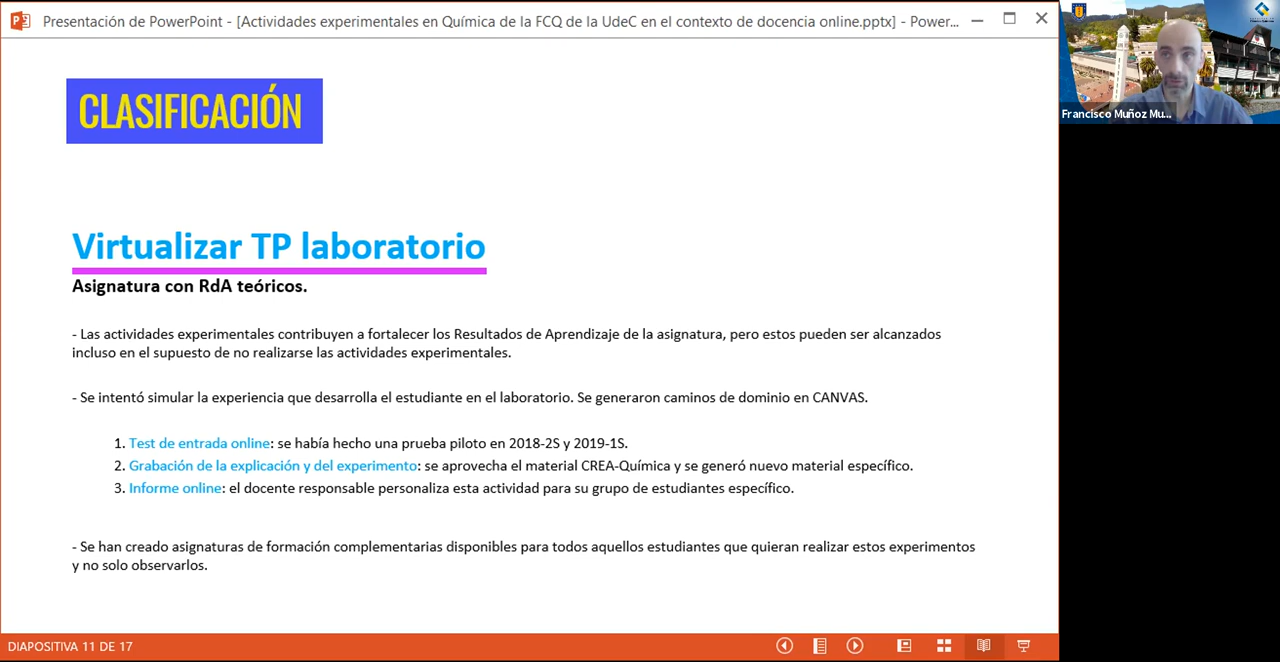 Presentación de PowerPoint - [Actividades experimentales en Química de la FCQ de la UdeC en el contexto de docencia online.pptx] - Power...
Francisco Muñoz Mu...
CLASIFICACIÓN
Virtualizar TP laboratorio
Asignatura con RdA teóricos.
- Las actividades experimentales contribuyen a fortalecer los Resultados de Aprendizaje de la asignatura, pero estos pueden ser alcanzados
incluso en el supuesto de no realizarse las actividades experimentales.
- Se intentó simular la experiencia que desarrolla el estudiante en el laboratorio. Se generaron caminos de dominio en CANVAS.
1. Test de entrada online: se había hecho una prueba piloto en 2018-2S y 2019-1S.
2. Grabación de la explicación y del experimento: se aprovecha el material CREA-Química y se generó nuevo material específico.
3. Informe online: el docente responsable personaliza esta actividad para su grupo de estudiantes específico.
- Se han creado asignaturas de formación complementarias disponibles para todos aquellos estudiantes que quieran realizar estos experimentos
y no solo observarlos.
DIAPOSITIVA 11 DE 17